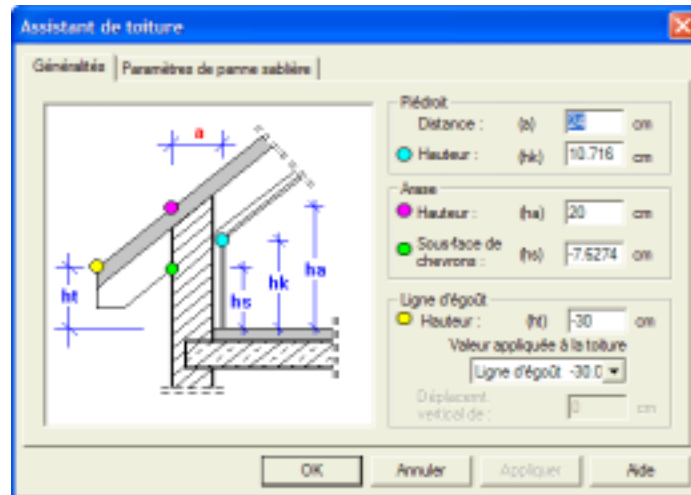 Assistant de toiture
Généralités
Paramètres de panne sablière
a
ht
hs
hk
ha
Piédroit
Distance : (a) cm
Hauteur : (hk) 10.716 cm
Arase
Hauteur : (ha) 20 cm
Sous-face de
chevrons : (hs) -7.6274 cm
Ligne d'égoût
Hauteur : (ht) -30 cm
Valeur appliquée à la toiture
Ligne d'égoût -30.0
Déplacemt.
vertical de : 0 cm
OK
Annuler
Appliquer
Aide